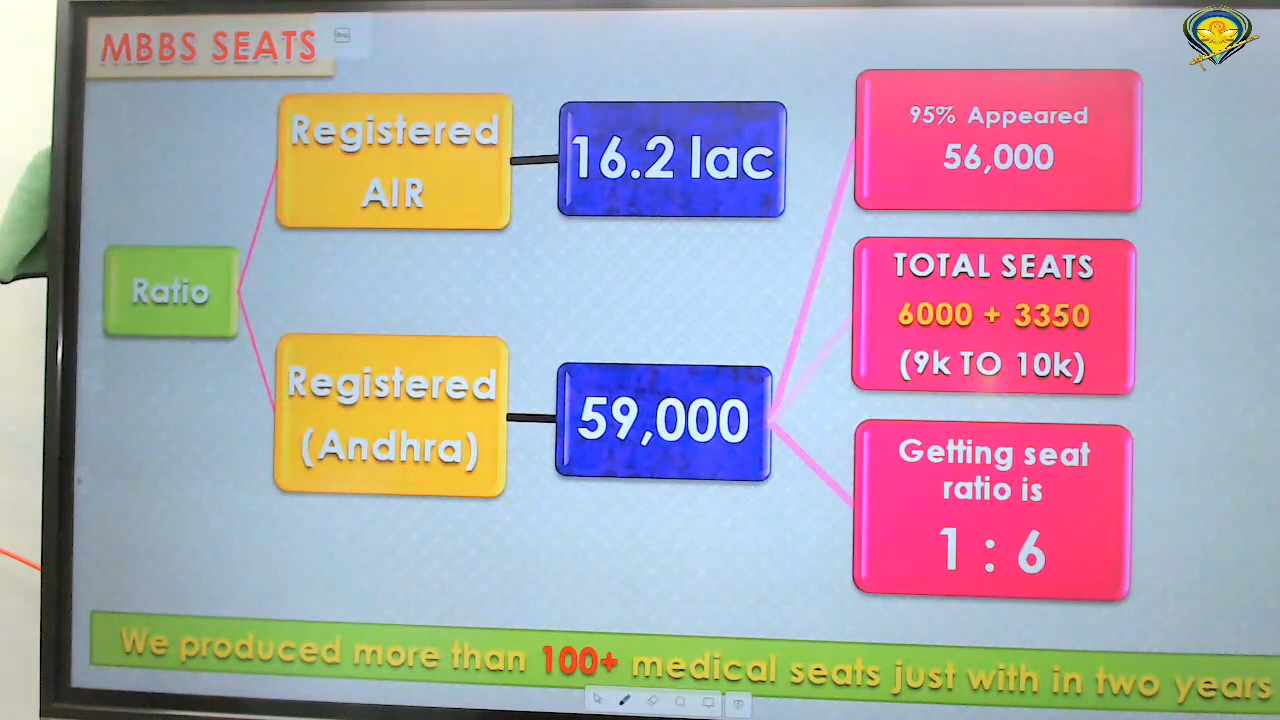 MBBS SEATS
Ratio
Registered
AIR
16.2 lac
Registered
(Andhra)
59,000
95% Appeared
56,000
TOTAL SEATS
6000 + 3350
(9k TO 10k)
Getting seat
ratio is
1 : 6
We produced more than 100+ medical seats just with in two years